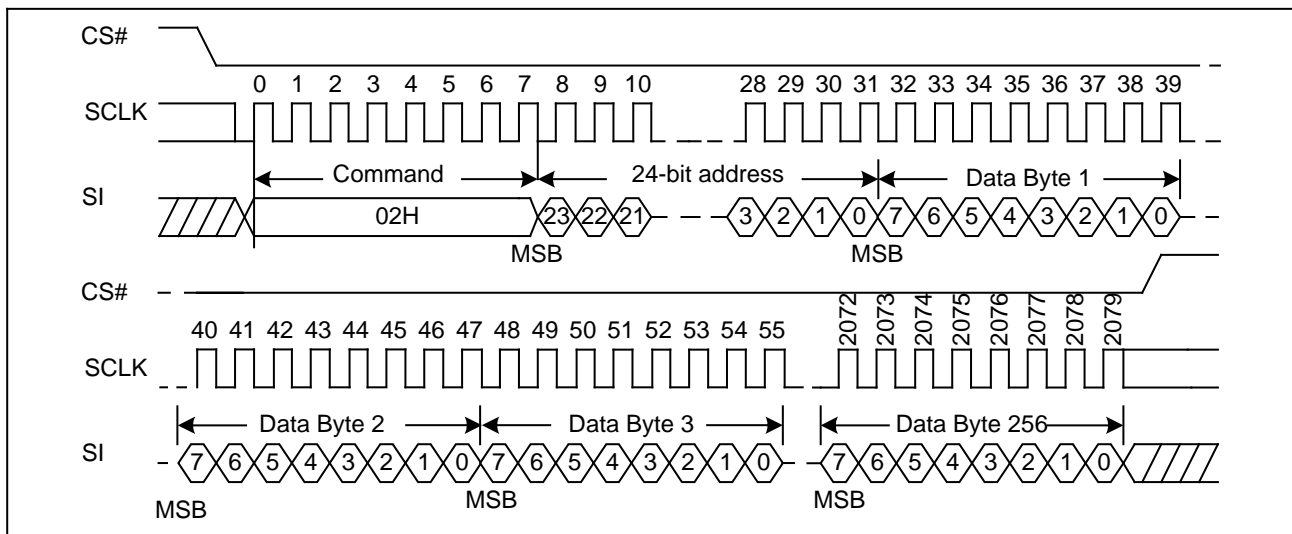 CS#
0 1 2 3 4 5 6 7 8 9 10 28 29 30 31 32 33 34 35 36 37 38 39
SCLK
Command 24-bit address Data Byte 1
SI
02H 23 22 21 3 2 1 0 7 6 5 4 3 2 1 0
MSB MSB
CS#
40 41 42 43 44 45 46 47 48 49 50 51 52 53 54 55 2072 2073 2074 2075 2076 2077 2078 2079
SCLK
Data Byte 2 Data Byte 3 Data Byte 256
SI
7 6 5 4 3 2 1 0 7 6 5 4 3 2 1 0 7 6 5 4 3 2 1 0
MSB MSB MSB